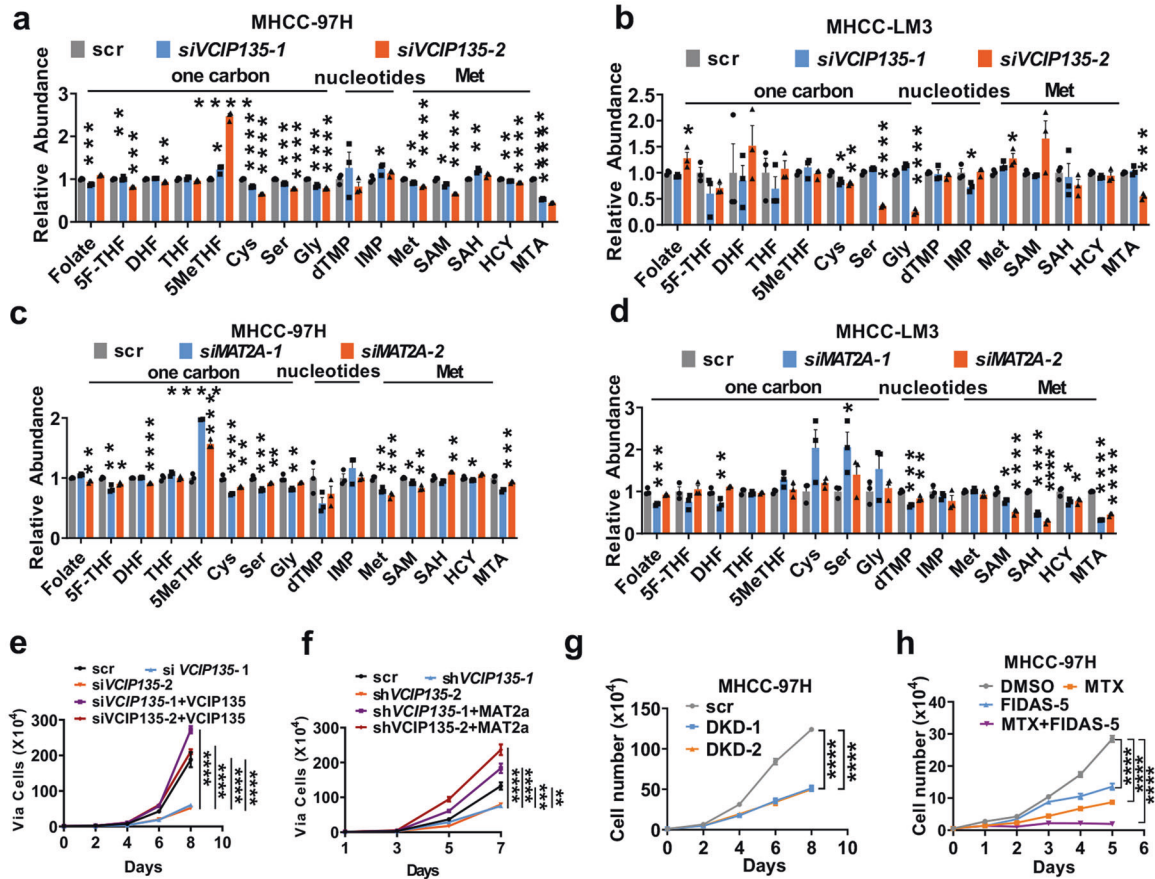 a
MHCC-97H
scr siVCIP135-1 siVCIP135-2
one carbon nucleotides Met
Relative Abundance
3
2
1
0
Folate 5F-THF DHF THF 5MeTHF Cys Ser Gly dTMP IMP Met SAM SAH HCY MTA
b
MHCC-LM3
scr siVCIP135-1 siVCIP135-2
one carbon nucleotides Met
Relative Abundance
2.5
2.0
1.5
1.0
0.5
0.0
Folate 5F-THF DHF THF 5MeTHF Cys Ser Gly dTMP IMP Met SAM SAH HCY MTA
c
MHCC-97H
scr siMAT2A-1 siMAT2A-2
one carbon nucleotides Met
Relative Abundance
2
1
0
Folate 5F-THF DHF THF 5MeTHF Cys Ser Gly dTMP IMP Met SAM SAH HCY MTA
d
MHCC-LM3
scr siMAT2A-1 siMAT2A-2
one carbon nucleotides Met
Relative Abundance
3
2
1
0
Folate 5F-THF DHF THF 5MeTHF Cys Ser Gly dTMP IMP Met SAM SAH HCY MTA
e
scr si VCIP135-1
siVCIP135-2
siVCIP135-1+VCIP135
siVCIP135-2+VCIP135
Via Cells (X10⁴)
300
200
100
0
0 2 4 6 8 10
Days
**** **** **** ****
f
scr shVCIP135-1
shVCIP135-2
shVCIP135-1+MAT2a
shVCIP135-2+MAT2a
Via Cells (X10⁴)
300
200
100
0
1 3 5 7
Days
**** **** *** **
g
MHCC-97H
scr
DKD-1
DKD-2
Cell number (x10⁴)
150
100
50
0
0 2 4 6 8 10
Days
**** ****
h
MHCC-97H
DMSO MTX
FIDAS-5
MTX+FIDAS-5
Cell number (x10⁴)
40
30
20
10
0
0 1 2 3 4 5 6
Days
**** **** ****